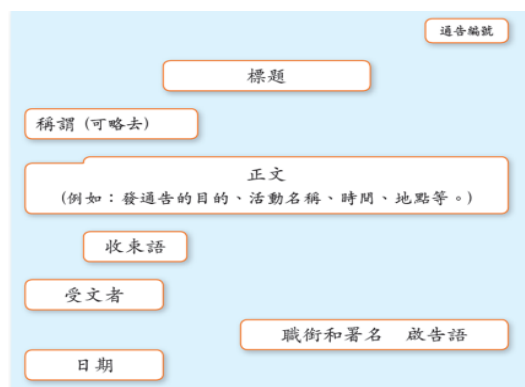 通告編號
標題
稱謂 (可略去)
正文
(例如：發通告的目的、活動名稱、時間、地點等。)
收束語
受文者
職銜和署名　啟告語
日期